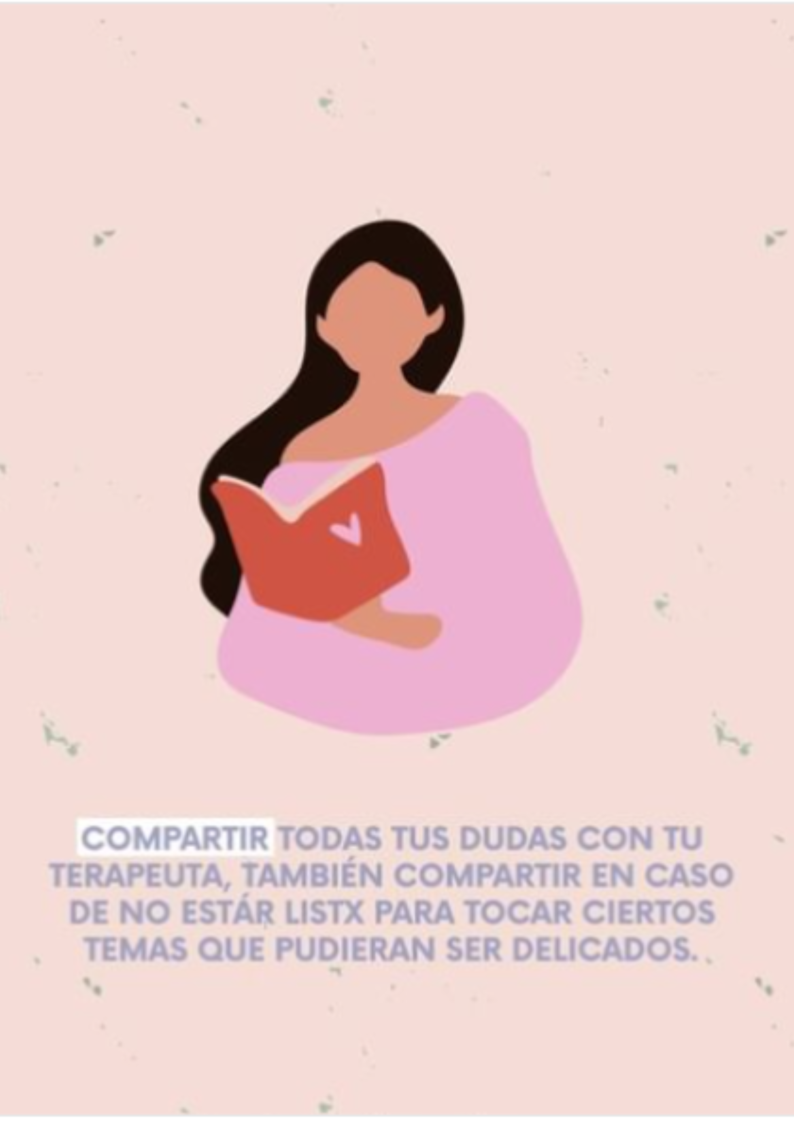 COMPARTIR TODAS TUS DUDAS CON TU
TERAPEUTA, TAMBIÉN COMPARTIR EN CASO
DE NO ESTÁR LISTX PARA TOCAR CIERTOS
TEMAS QUE PUDIERAN SER DELICADOS.